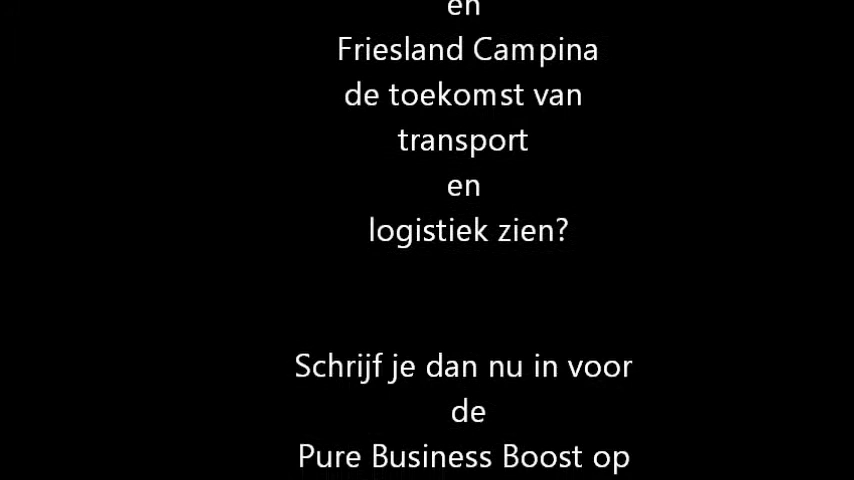 en
Friesland Campina
de toekomst van
transport
en
logistiek zien?
Schrijf je dan nu in voor
de
Pure Business Boost op